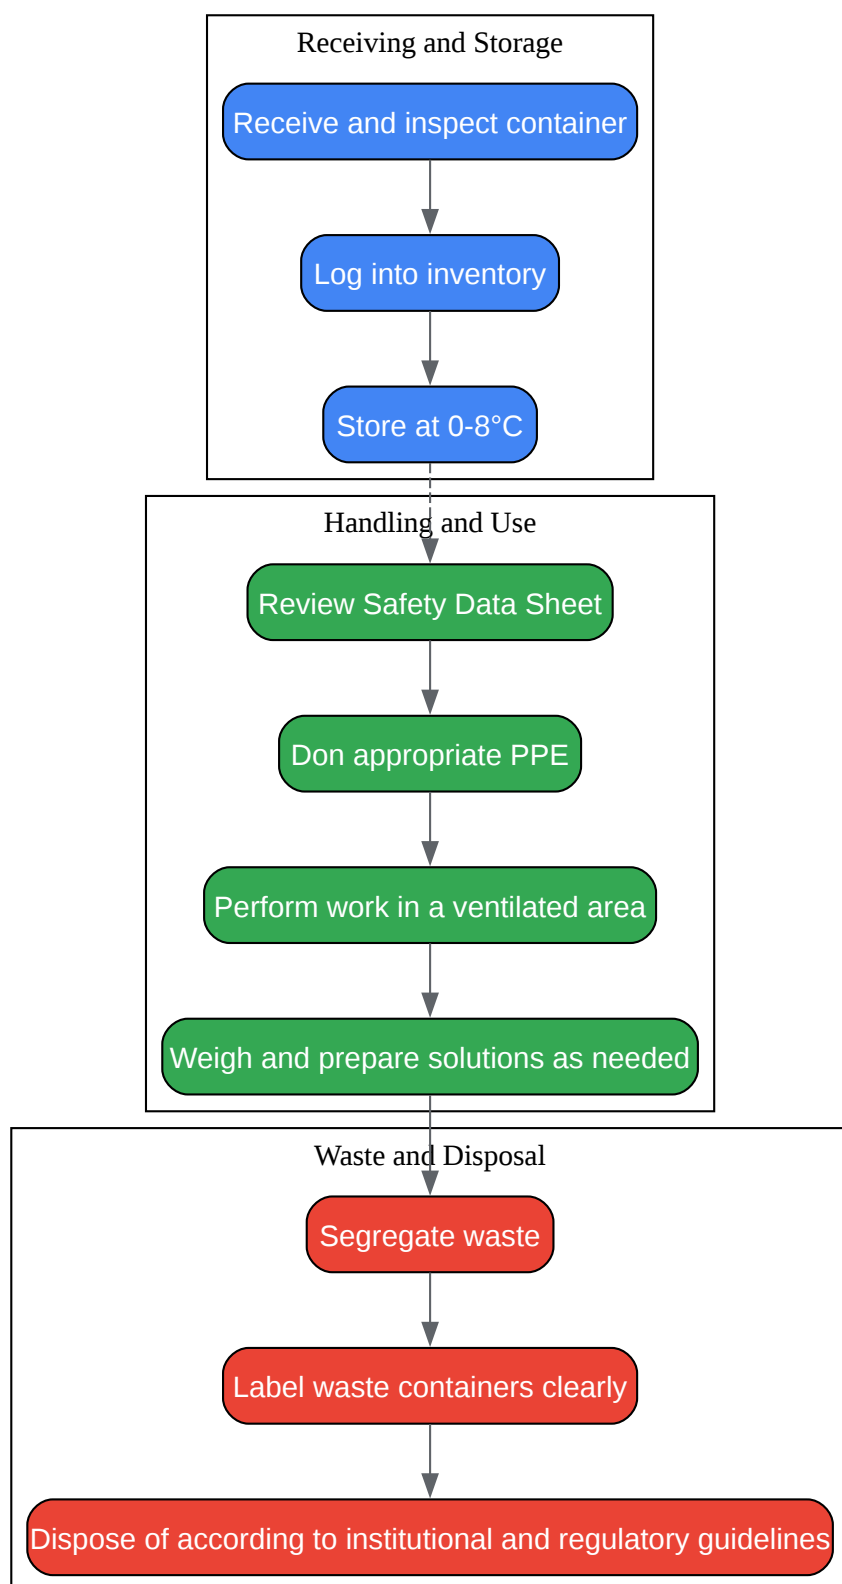 Receiving and Storage
Receive and inspect container
Log into inventory
Store at 0-8°C
Handling and Use
Review Safety Data Sheet
Don appropriate PPE
Perform work in a ventilated area
Weigh and prepare solutions as needed
Waste and Disposal
Segregate waste
Label waste containers clearly
Dispose of according to institutional and regulatory guidelines